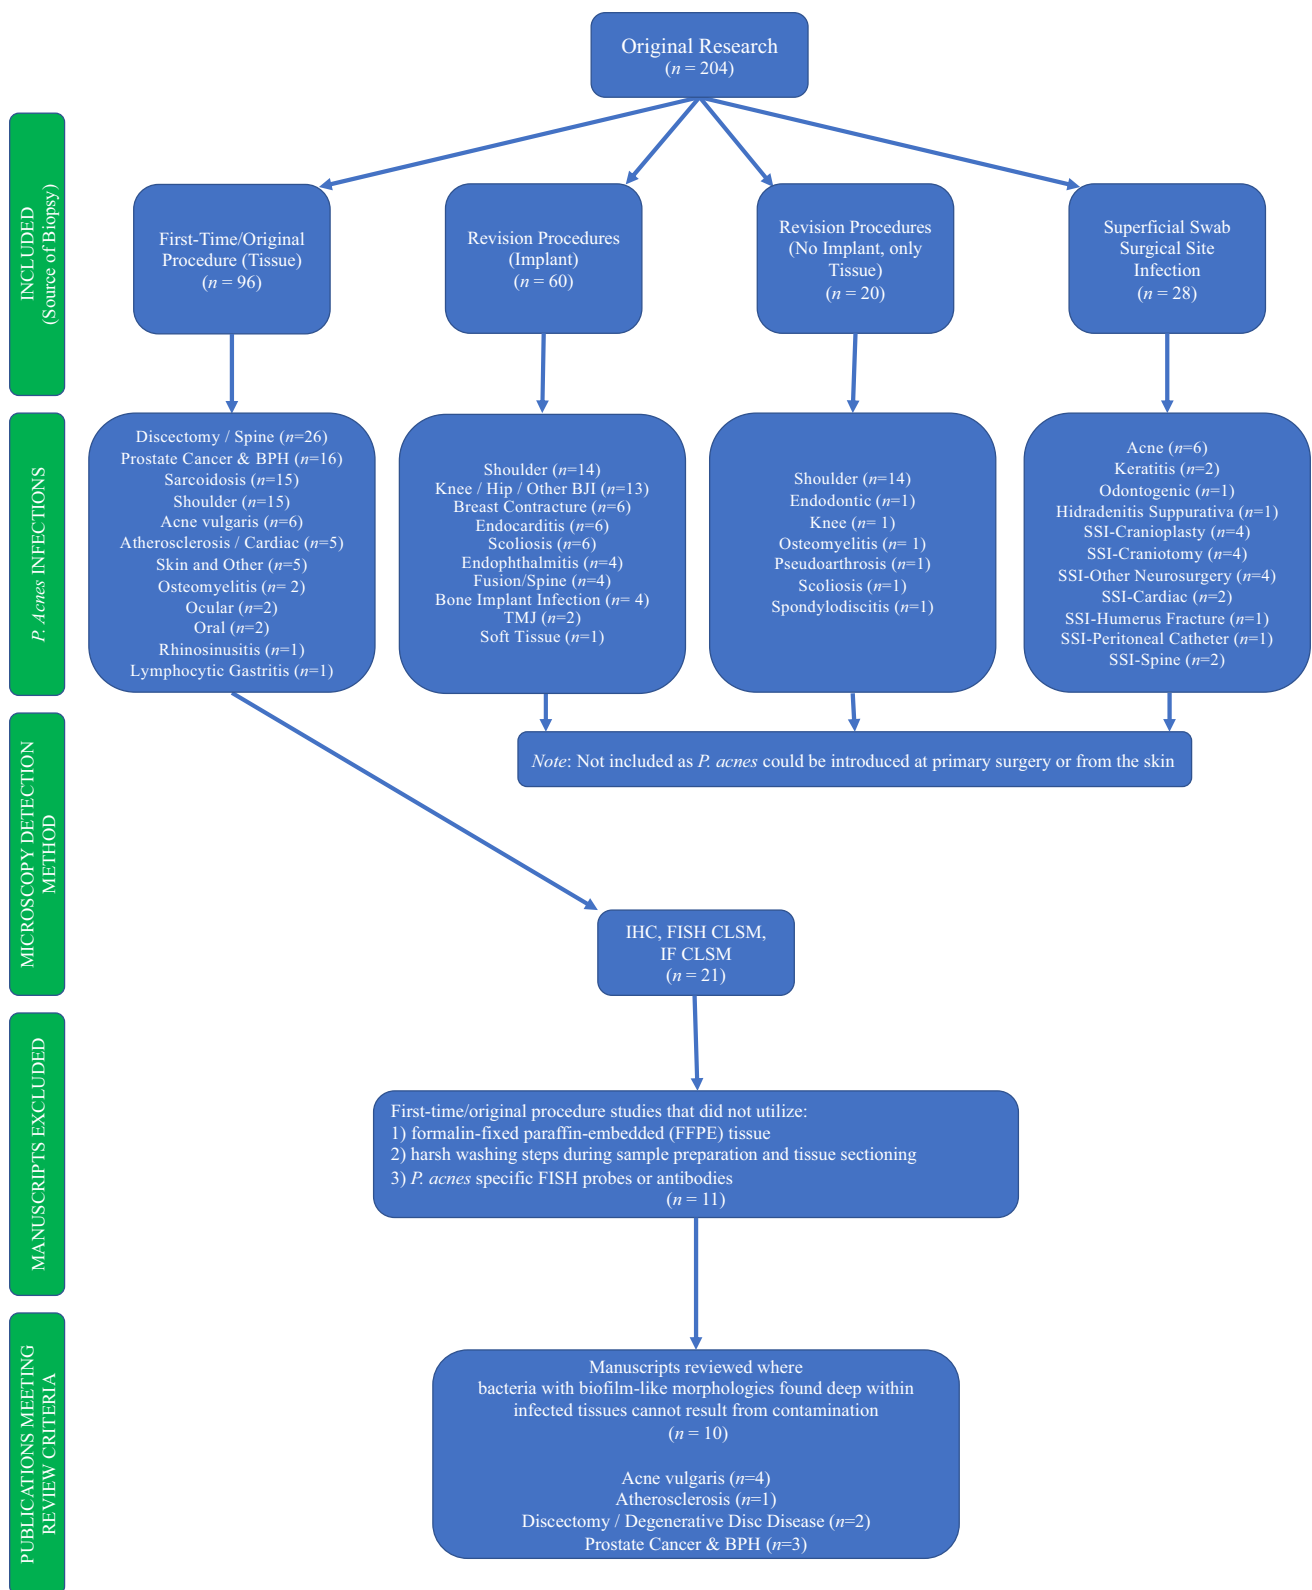 Original Research
(n = 204)
INCLUDED
(Source of Biopsy)
First-Time/Original
Procedure (Tissue)
(n = 96)
Revision Procedures
(Implant)
(n = 60)
Revision Procedures
(No Implant, only
Tissue)
(n = 20)
Superficial Swab
Surgical Site
Infection
(n = 28)
P. Acnes INFECTIONS
Discectomy / Spine (n=26)
Prostate Cancer & BPH (n=16)
Sarcoidosis (n=15)
Shoulder (n=15)
Acne vulgaris (n=6)
Atherosclerosis / Cardiac (n=5)
Skin and Other (n=5)
Osteomyelitis (n= 2)
Ocular (n=2)
Oral (n=2)
Rhinosinusitis (n=1)
Lymphocytic Gastritis (n=1)
Shoulder (n=14)
Knee / Hip / Other BJI (n=13)
Breast Contracture (n=6)
Endocarditis (n=6)
Scoliosis (n=6)
Endophthalmitis (n=4)
Fusion/Spine (n=4)
Bone Implant Infection (n= 4)
TMJ (n=2)
Soft Tissue (n=1)
Shoulder (n=14)
Endodontic (n=1)
Knee (n= 1)
Osteomyelitis (n= 1)
Pseudoarthrosis (n=1)
Scoliosis (n=1)
Spondylodiscitis (n=1)
Acne (n=6)
Keratitis (n=2)
Odontogenic (n=1)
Hidradenitis Suppurativa (n=1)
SSI-Cranioplasty (n=4)
SSI-Craniotomy (n=4)
SSI-Other Neurosurgery (n=4)
SSI-Cardiac (n=2)
SSI-Humerus Fracture (n=1)
SSI-Peritoneal Catheter (n=1)
SSI-Spine (n=2)
Note: Not included as P. acnes could be introduced at primary surgery or from the skin
MICROSCOPY DETECTION
METHOD
IHC, FISH CLSM,
IF CLSM
(n = 21)
MANUSCRIPTS EXCLUDED
First-time/original procedure studies that did not utilize:
1) formalin-fixed paraffin-embedded (FFPE) tissue
2) harsh washing steps during sample preparation and tissue sectioning
3) P. acnes specific FISH probes or antibodies
(n = 11)
PUBLICATIONS MEETING
REVIEW CRITERIA
Manuscripts reviewed where
bacteria with biofilm-like morphologies found deep within
infected tissues cannot result from contamination
(n = 10)
Acne vulgaris (n=4)
Atherosclerosis (n=1)
Discectomy / Degenerative Disc Disease (n=2)
Prostate Cancer & BPH (n=3)